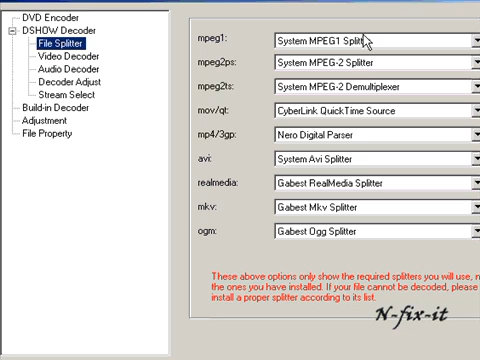 DVD Encoder
DSHOW Decoder
File Splitter
Video Decoder
Audio Decoder
Decoder Adjust
Stream Select
Build-in Decoder
Adjustment
File Property
mpeg1: System MPEG1 Splitt
mpeg2ps: System MPEG-2 Splitter
mpeg2ts: System MPEG-2 Demultiplexer
mov/qt: CyberLink QuickTime Source
mp4/3gp: Nero Digital Parser
avi: System Avi Splitter
realmedia: Gabest RealMedia Splitter
mkv: Gabest Mkv Splitter
ogm: Gabest Ogg Splitter
These above options only show the required splitters you will use, n
the ones you have installed. If your file cannot be decoded, please
install a proper splitter according to its list.
N-fix-it